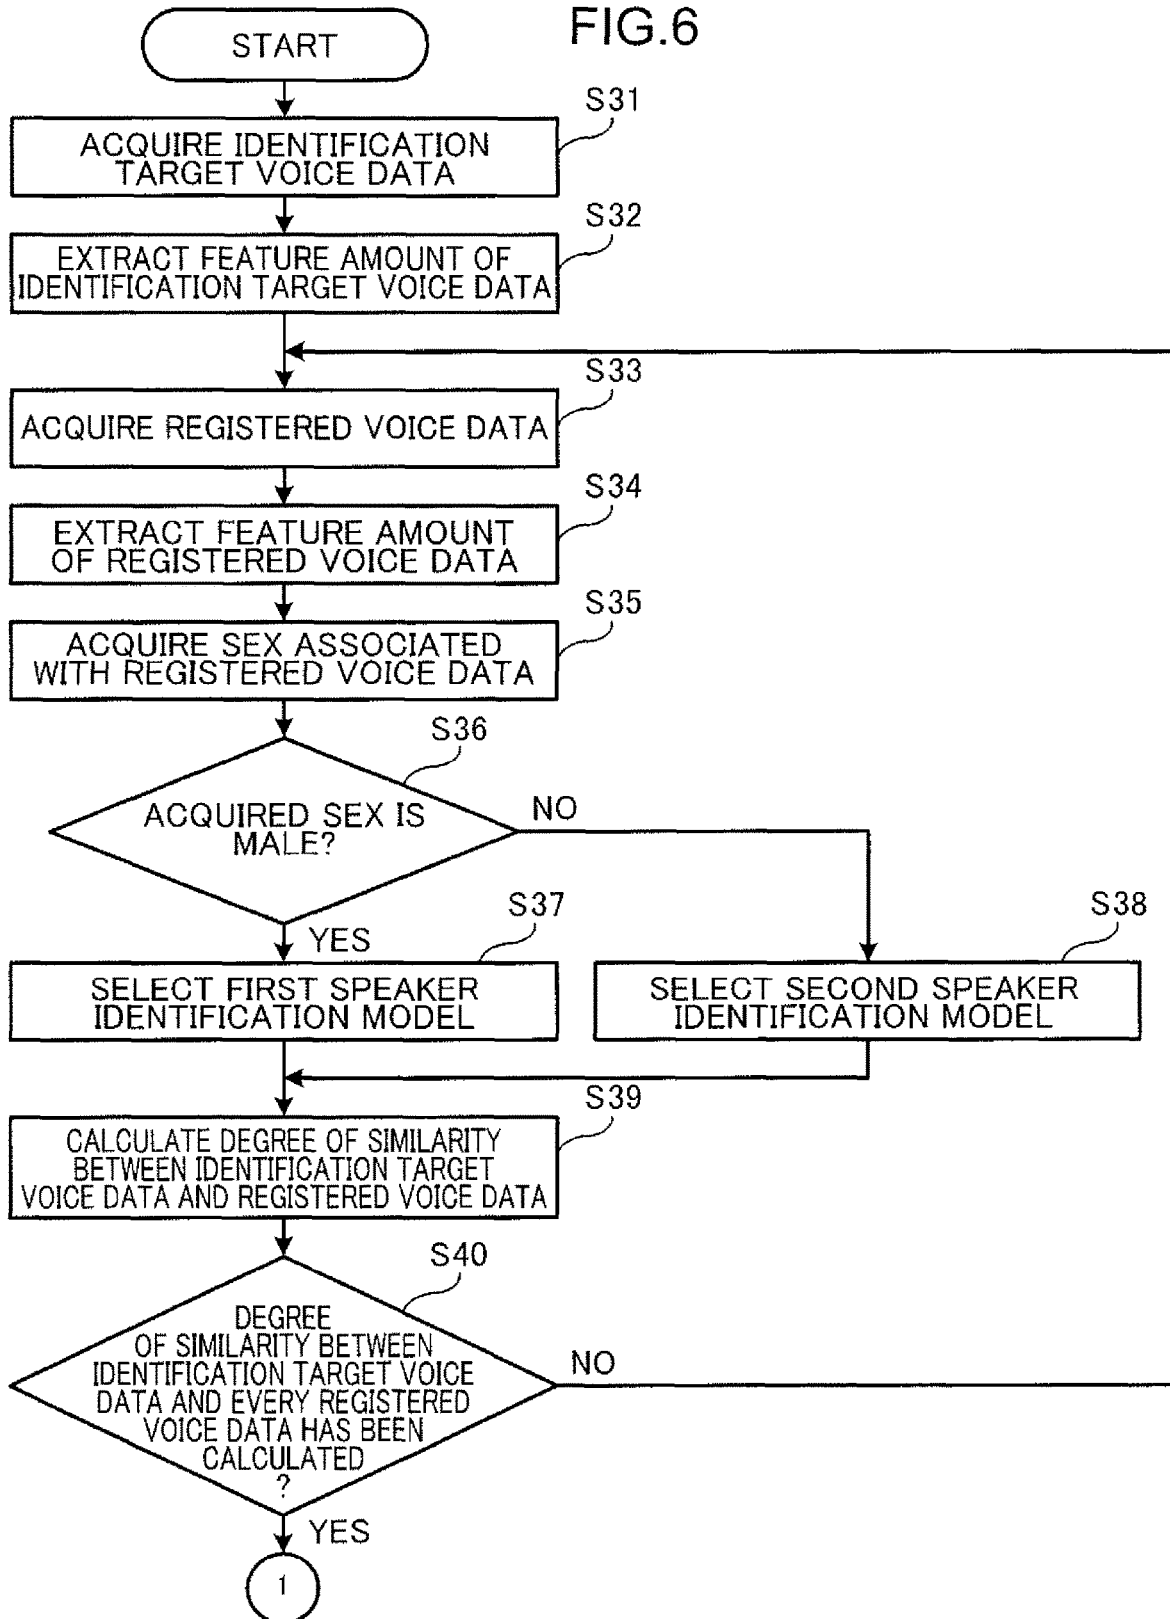 FIG.6
START
S31
ACQUIRE IDENTIFICATION
TARGET VOICE DATA
S32
EXTRACT FEATURE AMOUNT OF
IDENTIFICATION TARGET VOICE DATA
S33
ACQUIRE REGISTERED VOICE DATA
S34
EXTRACT FEATURE AMOUNT
OF REGISTERED VOICE DATA
S35
ACQUIRE SEX ASSOCIATED
WITH REGISTERED VOICE DATA
S36
ACQUIRED SEX IS
MALE?
NO
YES
S37
SELECT FIRST SPEAKER
IDENTIFICATION MODEL
S38
SELECT SECOND SPEAKER
IDENTIFICATION MODEL
S39
CALCULATE DEGREE OF SIMILARITY
BETWEEN IDENTIFICATION TARGET
VOICE DATA AND REGISTERED VOICE DATA
S40
DEGREE
OF SIMILARITY BETWEEN
IDENTIFICATION TARGET VOICE
DATA AND EVERY REGISTERED
VOICE DATA HAS BEEN
CALCULATED
?
NO
YES
1